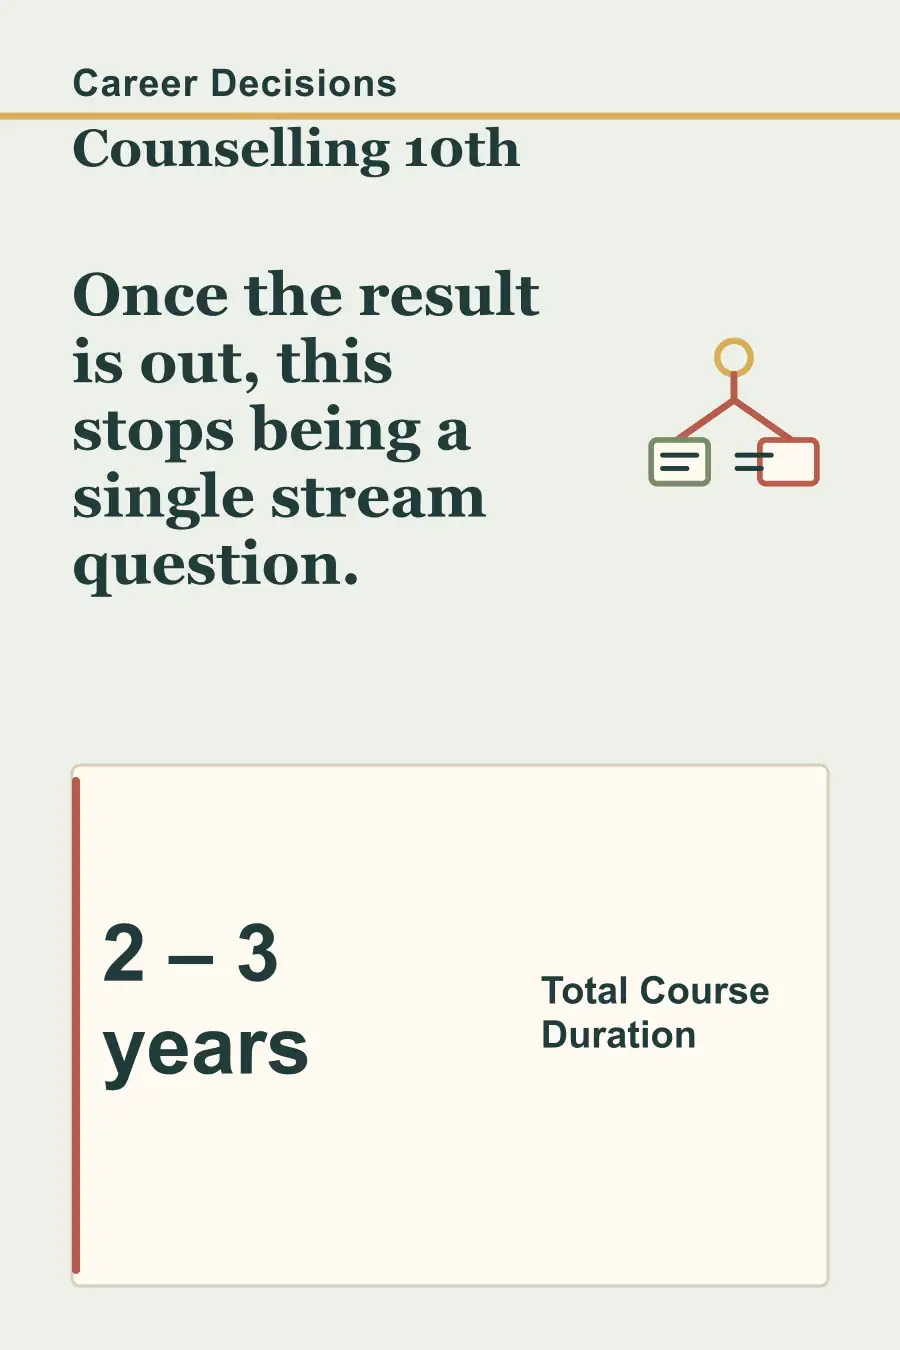 Career Decisions
Counselling 10th
Once the result
is out, this
stops being a
single stream
question.
2 – 3
years
Total Course
Duration